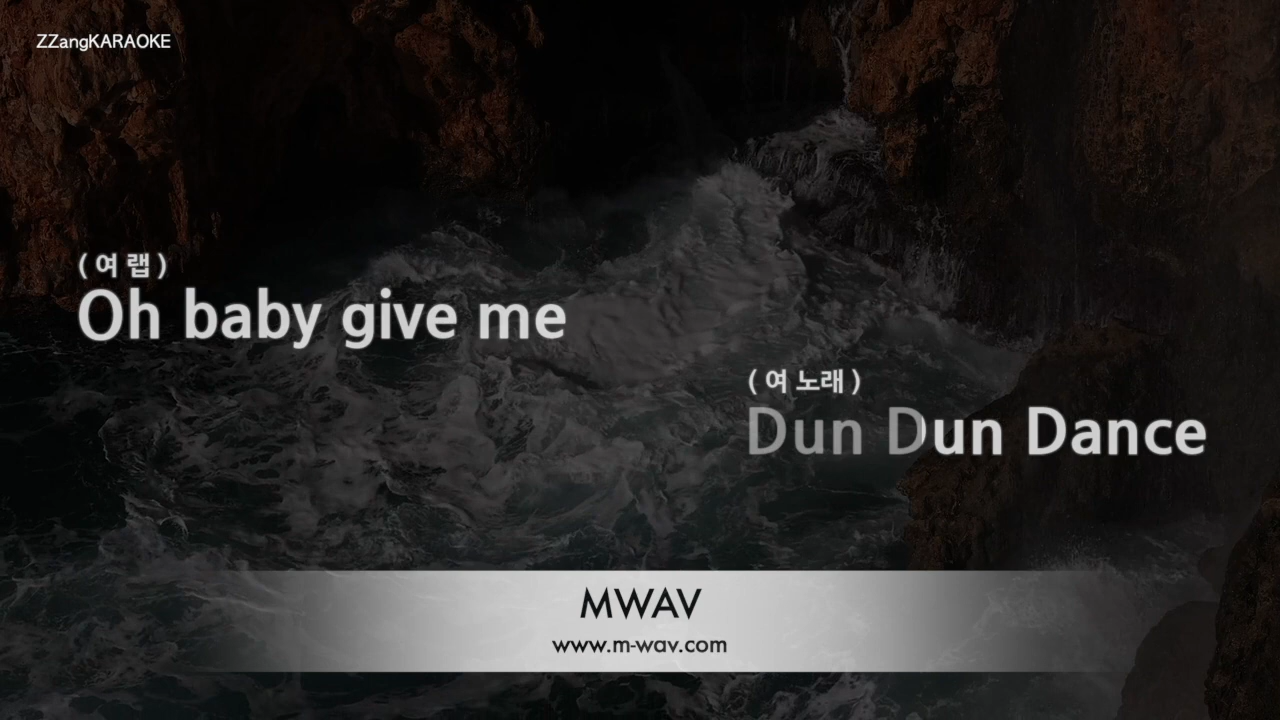 ZZangKARAOKE
( 여 랩 )
Oh baby give me
( 여 노래 )
Dun Dun Dance
MWAV
www.m-wav.com